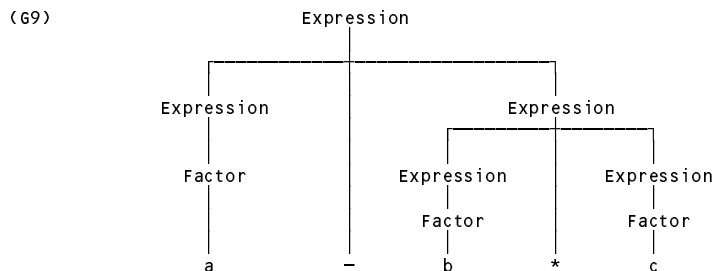 (G9) Expression
Expression Expression
Factor Expression Expression
Factor Factor
a − b * c